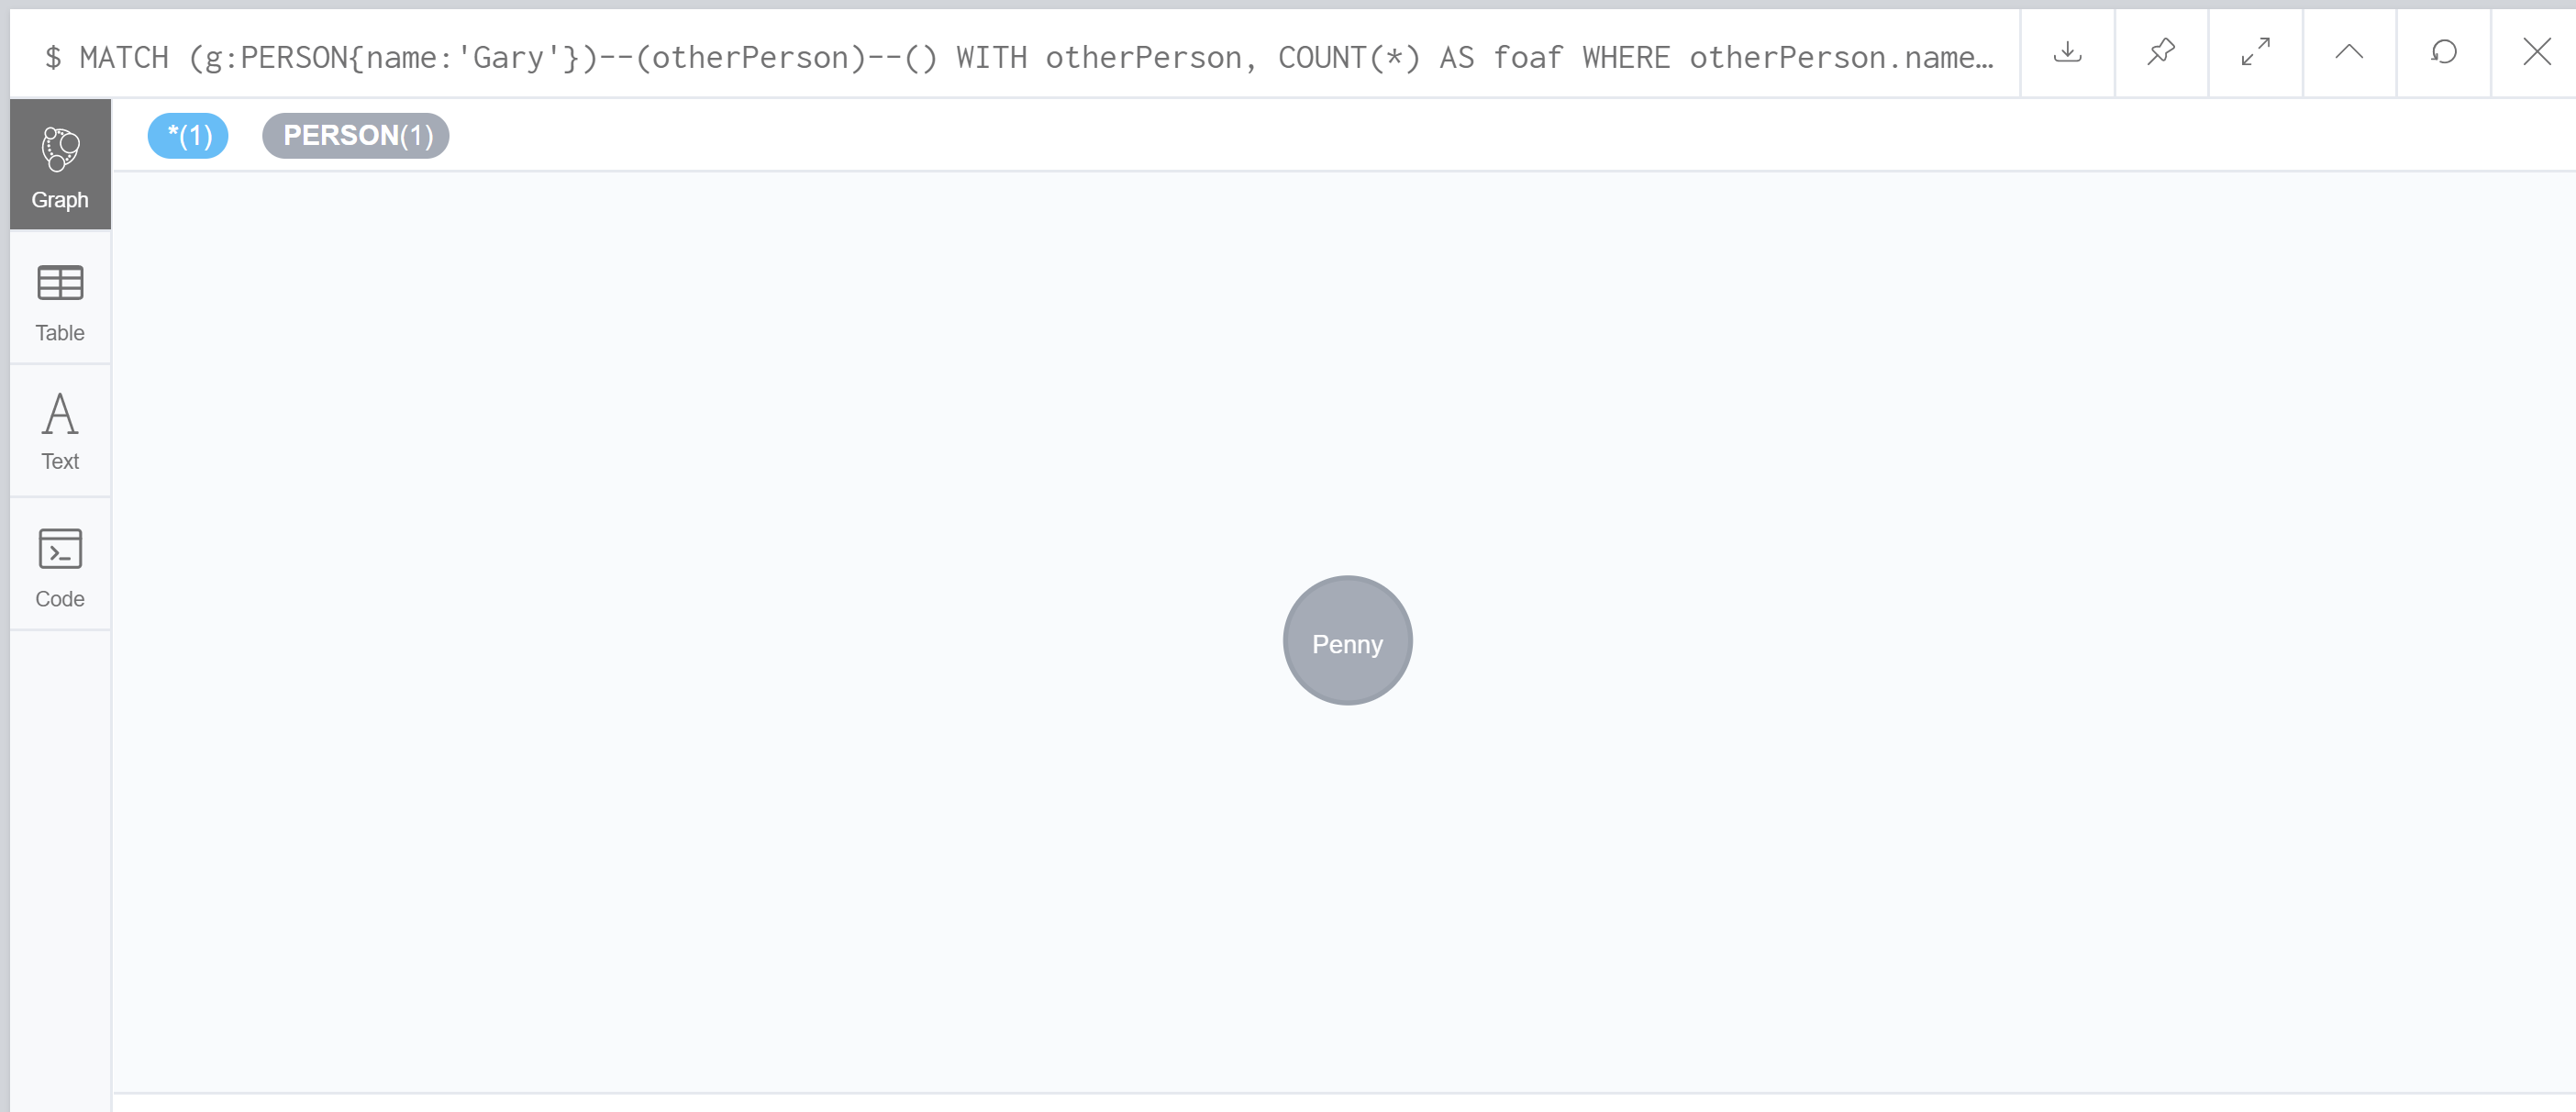 $ MATCH (g:PERSON{name:'Gary'})--(otherPerson)--() WITH otherPerson, COUNT(*) AS foaf WHERE otherPerson.name…
*(1) PERSON(1)
Graph
Table
Text
Code
Penny